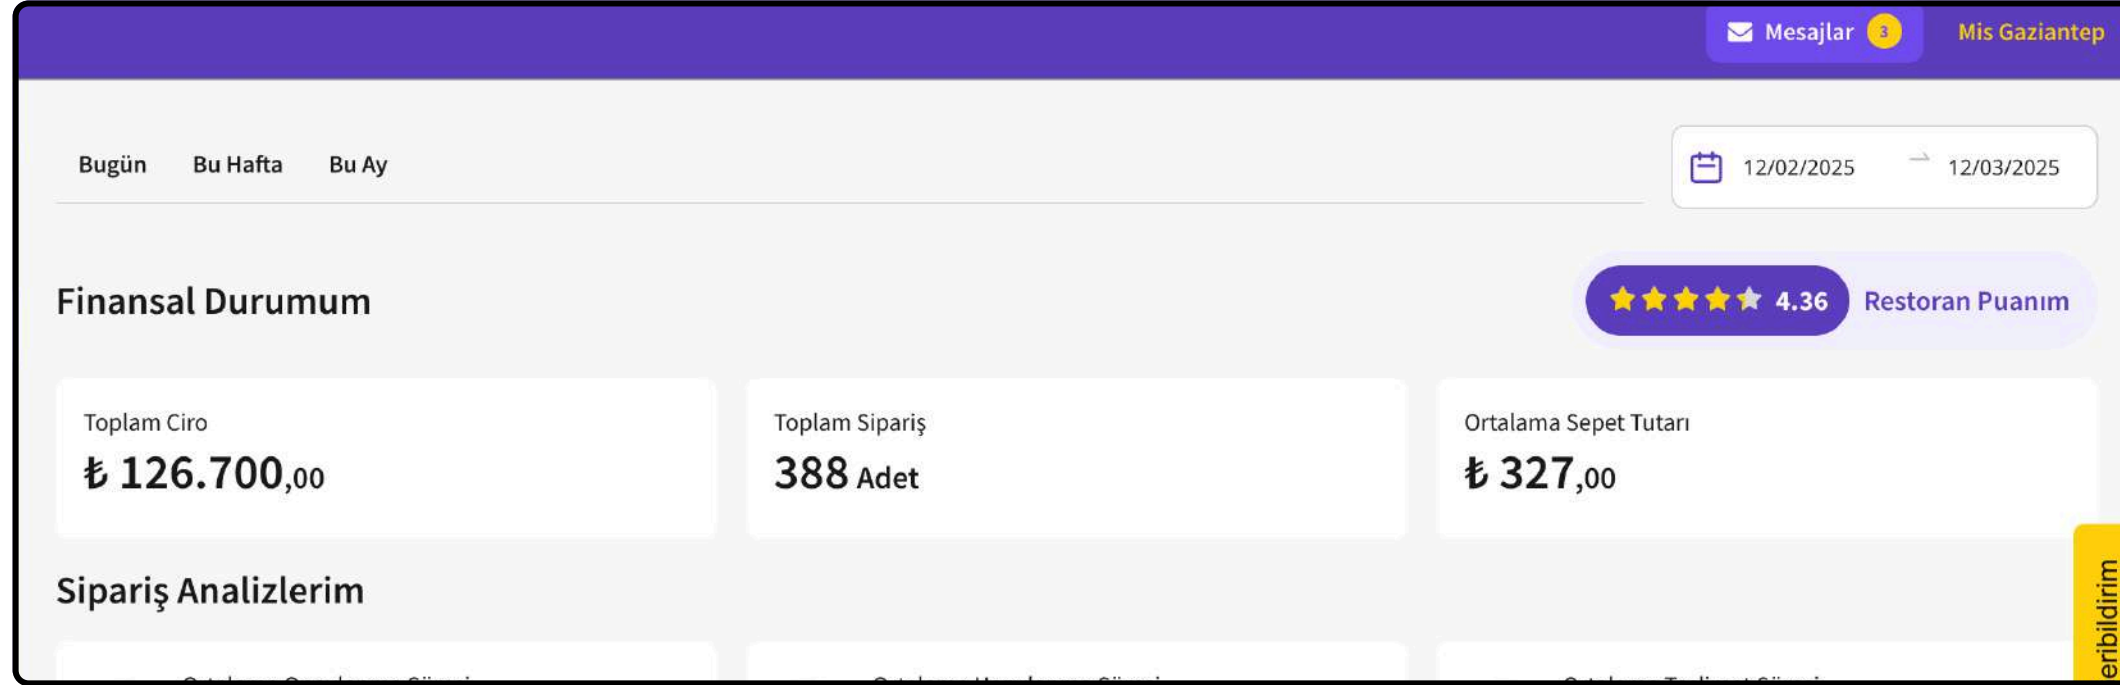 Mesajlar 3 Mis Gaziantep
Bugün Bu Hafta Bu Ay 12/02/2025 → 12/03/2025
Finansal Durumum 4.36 Restoran Puanım
Toplam Ciro
₺ 126.700,00
Toplam Sipariş
388 Adet
Ortalama Sepet Tutarı
₺ 327,00
Sipariş Analizlerim
eribildirim